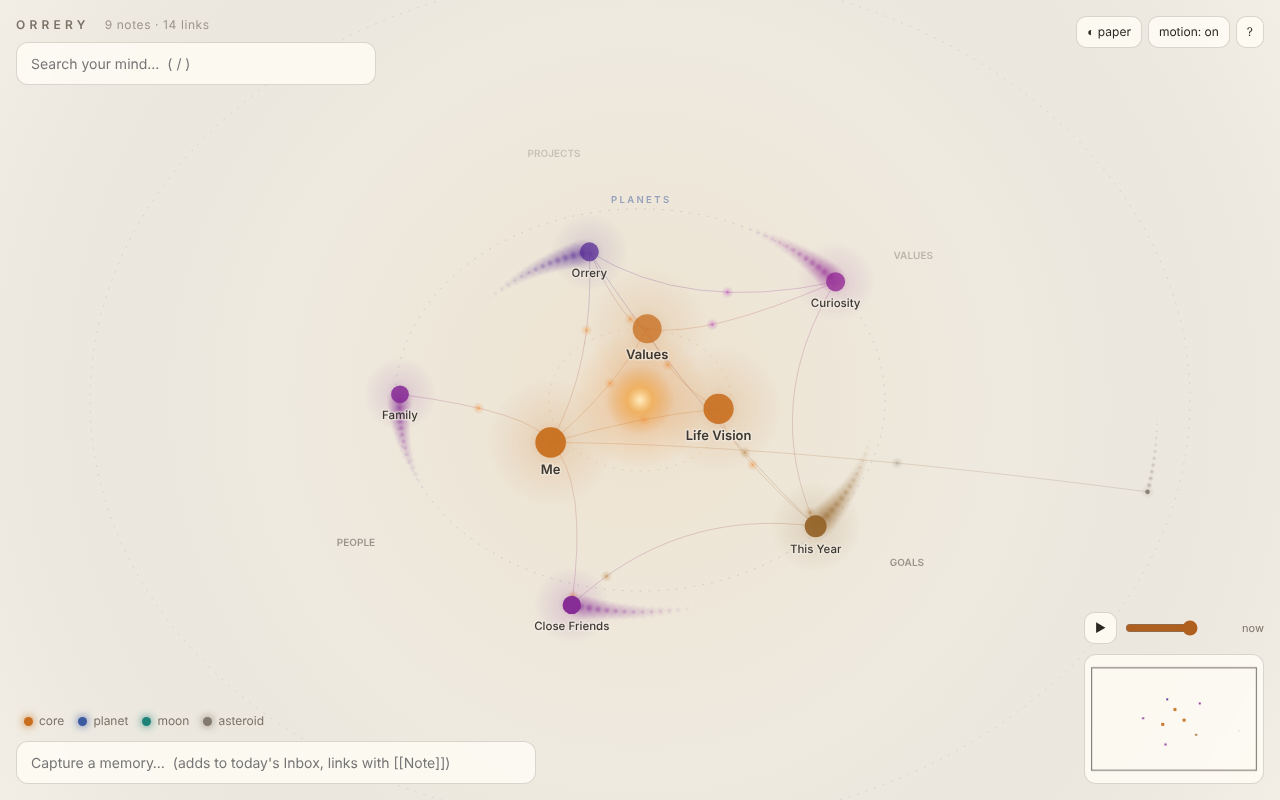 ORRERY 9 notes · 14 links
Search your mind... ( / )
paper
motion: on
?
PROJECTS
PLANETS
VALUES
Orrery
Curiosity
Values
Family
Life Vision
Me
This Year
PEOPLE
GOALS
Close Friends
now
core planet moon asteroid
Capture a memory... (adds to today's Inbox, links with [[Note]])